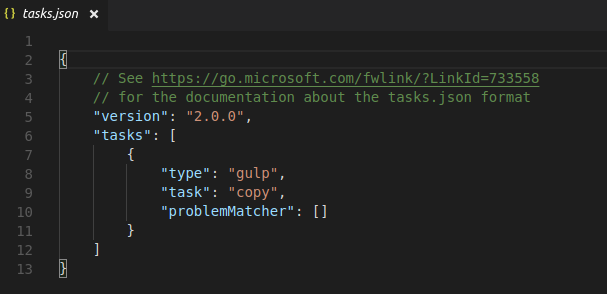 {} tasks.json ×
1
2 {
3 // See https://go.microsoft.com/fwlink/?LinkId=733558
4 // for the documentation about the tasks.json format
5 "version": "2.0.0",
6 "tasks": [
7 {
8 "type": "gulp",
9 "task": "copy",
10 "problemMatcher": []
11 }
12 ]
13 }